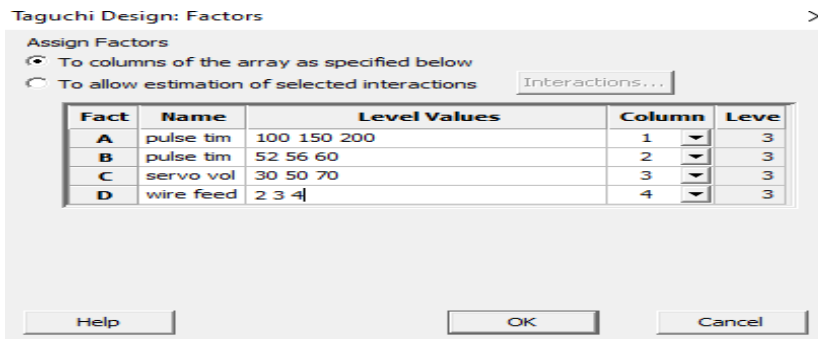 Taguchi Design: Factors
Assign Factors
To columns of the array as specified below
To allow estimation of selected interactions Interactions...
Fact Name Level Values Column Leve
A pulse tim 100 150 200 1 3
B pulse tim 52 56 60 2 3
C servo vol 30 50 70 3 3
D wire feed 2 3 4 4 3
Help OK Cancel